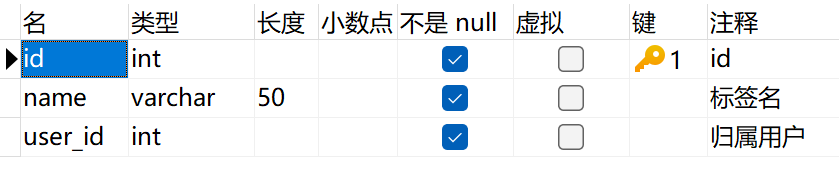 名 类型 长度 小数点 不是 null 虚拟 键 注释
id int 1 id
name varchar 50 标签名
user_id int 归属用户